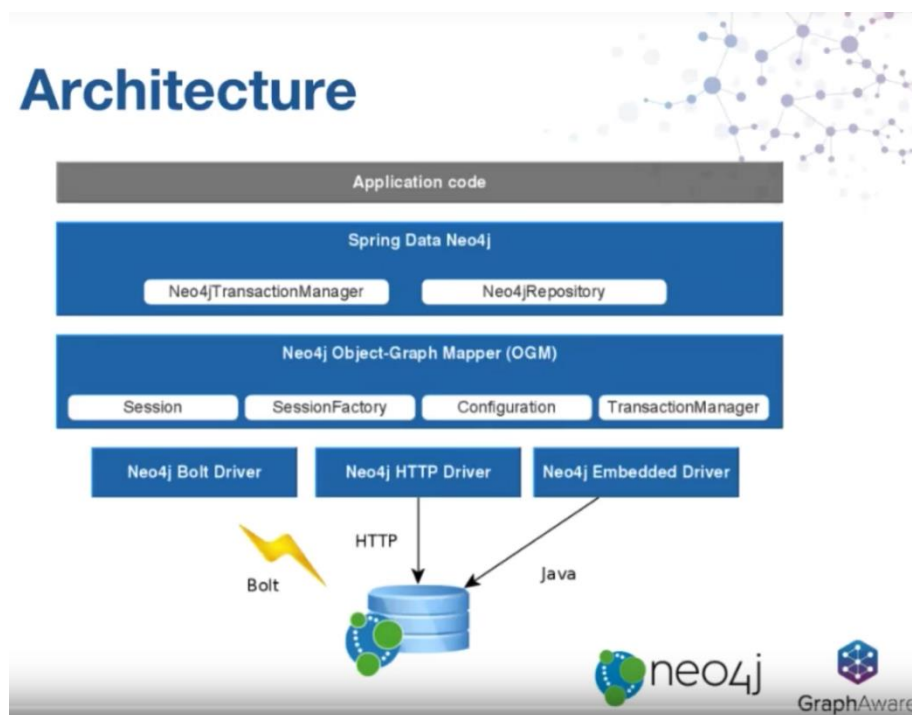 Architecture
Application code
Spring Data Neo4j
Neo4jTransactionManager
Neo4jRepository
Neo4j Object-Graph Mapper (OGM)
Session
SessionFactory
Configuration
TransactionManager
Neo4j Bolt Driver
Neo4j HTTP Driver
Neo4j Embedded Driver
HTTP
Java
Bolt
neo4j
GraphAware